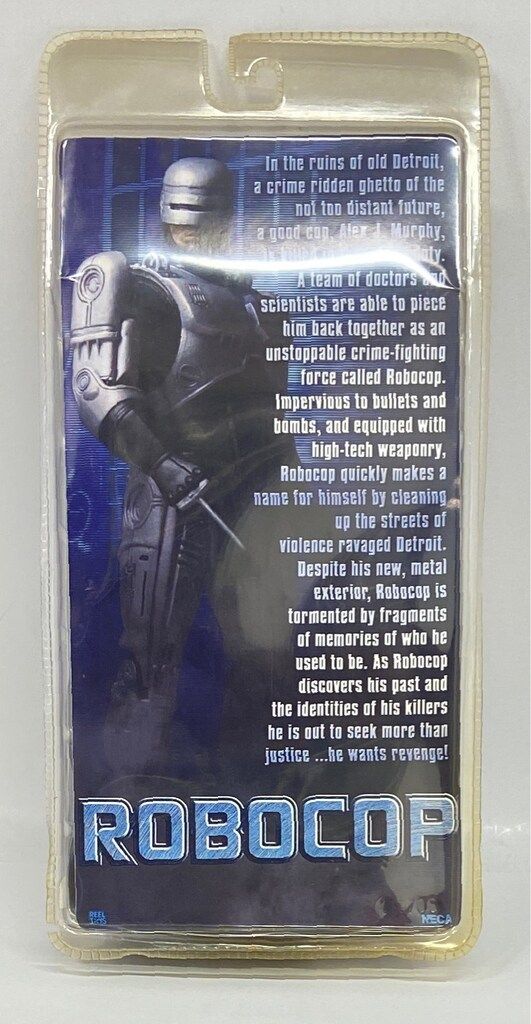 In the ruins of old Detroit,
a crime ridden ghetto of the
not too distant future,
a good cop, Alex J. Murphy,
A team of doctors and
scientists are able to piece
him back together as an
unstoppable crime-fighting
force called Robocop.
Impervious to bullets and
bombs, and equipped with
high-tech weaponry,
Robocop quickly makes a
name for himself by cleaning
up the streets of
violence ravaged Detroit.
Despite his new, metal
exterior, Robocop is
tormented by fragments
of memories of who he
used to be. As Robocop
discovers his past and
the identities of his killers
he is out to seek more than
justice ...he wants revenge!
ROBOCOP
REEL
NECA